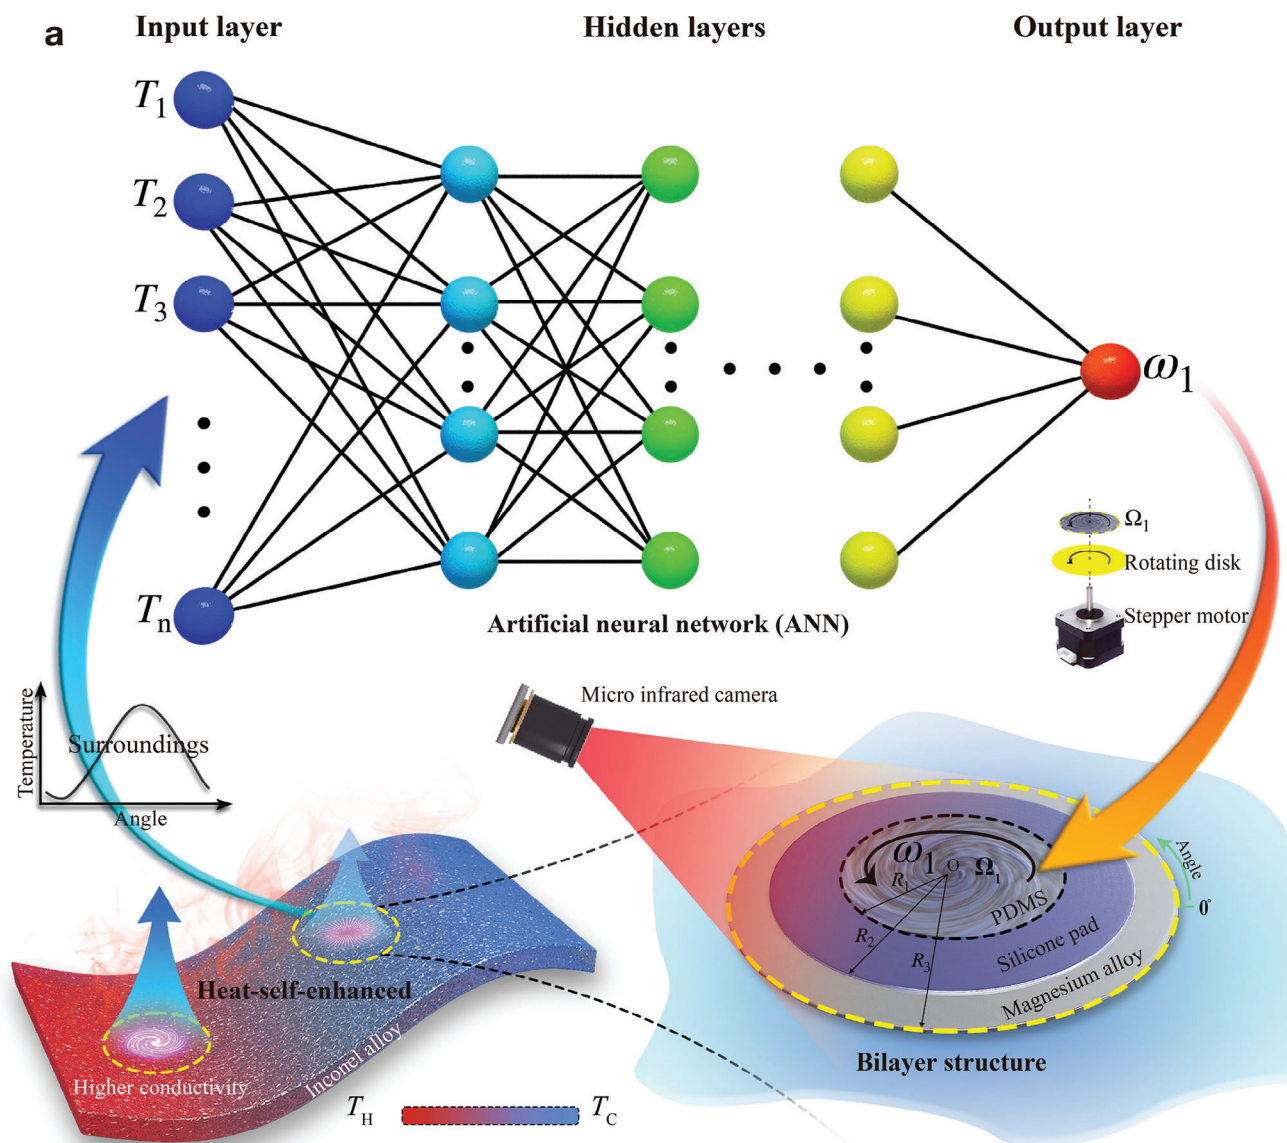 a
Input layer
Hidden layers
Output layer
T1
T2
T3
Tn
ω1
Artificial neural network (ANN)
Ω1
Rotating disk
Stepper motor
Micro infrared camera
Temperature
Surroundings
Angle
Heat-self-enhanced
Higher conductivity
Inconel alloy
TH
TC
ω1
O
Ω1
R1
R2
R3
PDMS
Silicone pad
Magnesium alloy
Angle
0°
Bilayer structure